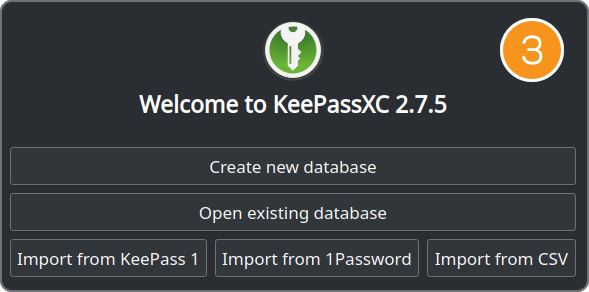 3
Welcome to KeePassXC 2.7.5
Create new database
Open existing database
Import from KeePass 1
Import from 1Password
Import from CSV